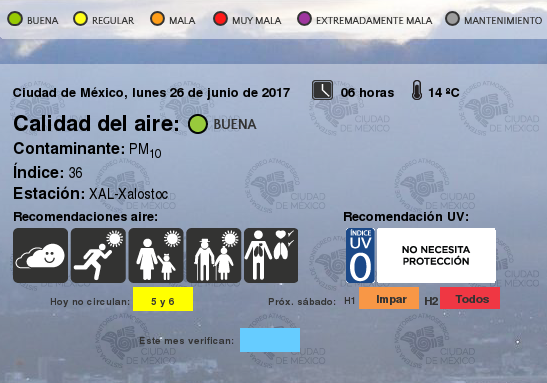 BUENA REGULAR MALA MUY MALA EXTREMADAMENTE MALA MANTENIMIENTO
Ciudad de México, lunes 26 de junio de 2017 06 horas 14 ºC
Calidad del aire: BUENA
Contaminante: PM10
Índice: 36
Estación: XAL-Xalostoc
Recomendaciones aire: Recomendación UV:
ÍNDICE
UV
0
NO NECESITA
PROTECCIÓN
Hoy no circulan: 5 y 6 Próx. sábado: H1 Impar H2 Todos
Este mes verifican:
CIUDAD
DE MÉXICO